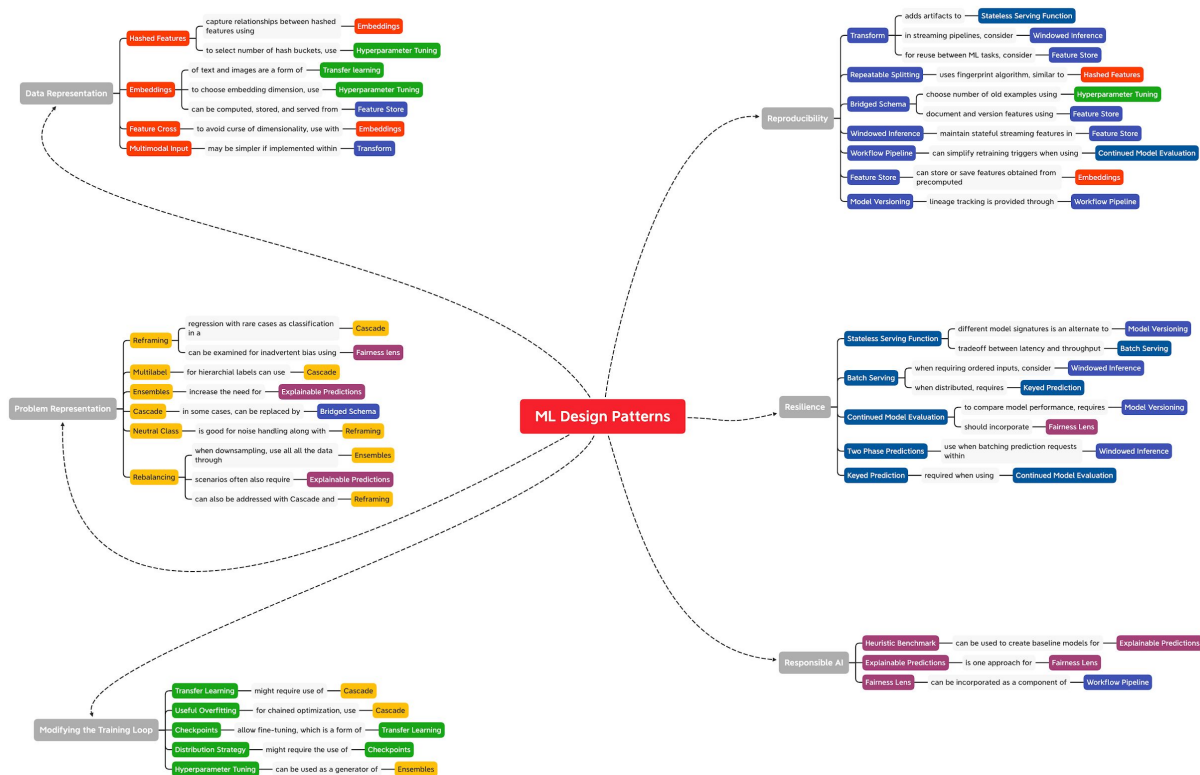 Data Representation
Hashed Features
capture relationships between hashed
features using
Embeddings
to select number of hash buckets, use
Hyperparameter Tuning
Embeddings
of text and images are a form of
Transfer learning
to choose embedding dimension, use
Hyperparameter Tuning
can be computed, stored, and served from
Feature Store
Feature Cross
to avoid curse of dimensionality, use with
Embeddings
Multimodal Input
may be simpler if implemented within
Transform
Problem Representation
Reframing
regression with rare cases as classification
in a
Cascade
can be examined for inadvertent bias using
Fairness lens
Multilabel
for hierarchial labels can use
Cascade
Ensembles
increase the need for
Explainable Predictions
Cascade
in some cases, can be replaced by
Bridged Schema
Neutral Class
is good for noise handling along with
Reframing
Rebalancing
when downsampling, use all all the data
through
Ensembles
scenarios often also require
Explainable Predictions
can also be addressed with Cascade and
Reframing
Modifying the Training Loop
Transfer Learning
might require use of
Cascade
Useful Overfitting
for chained optimization, use
Cascade
Checkpoints
allow fine-tuning, which is a form of
Transfer Learning
Distribution Strategy
might require the use of
Checkpoints
Hyperparameter Tuning
can be used as a generator of
Ensembles
ML Design Patterns
Reproducibility
Transform
adds artifacts to
Stateless Serving Function
in streaming pipelines, consider
Windowed Inference
for reuse between ML tasks, consider
Feature Store
Repeatable Splitting
uses fingerprint algorithm, similar to
Hashed Features
Bridged Schema
choose number of old examples using
Hyperparameter Tuning
document and version features using
Feature Store
Windowed Inference
maintain stateful streaming features in
Feature Store
Workflow Pipeline
can simplify retraining triggers when using
Continued Model Evaluation
Feature Store
can store or save features obtained from
precomputed
Embeddings
Model Versioning
lineage tracking is provided through
Workflow Pipeline
Resilience
Stateless Serving Function
different model signatures is an alternate to
Model Versioning
tradeoff between latency and throughput
Batch Serving
Batch Serving
when requiring ordered inputs, consider
Windowed Inference
when distributed, requires
Keyed Prediction
Continued Model Evaluation
to compare model performance, requires
Model Versioning
should incorporate
Fairness Lens
Two Phase Predictions
use when batching prediction requests
within
Windowed Inference
Keyed Prediction
required when using
Continued Model Evaluation
Responsible AI
Heuristic Benchmark
can be used to create baseline models for
Explainable Predictions
Explainable Predictions
is one approach for
Fairness Lens
Fairness Lens
can be incorporated as a component of
Workflow Pipeline